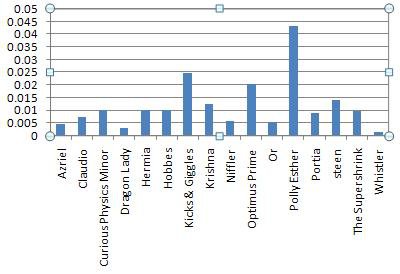 0.05
0.045
0.04
0.035
0.03
0.025
0.02
0.015
0.01
0.005
0
Azriel
Claudio
Curious Physics Minor
Dragon Lady
Hermia
Hobbes
Kicks & Giggles
Krishna
Niffler
Optimus Prime
Or
Polly Esther
Portia
steen
The Supershrink
Whistler